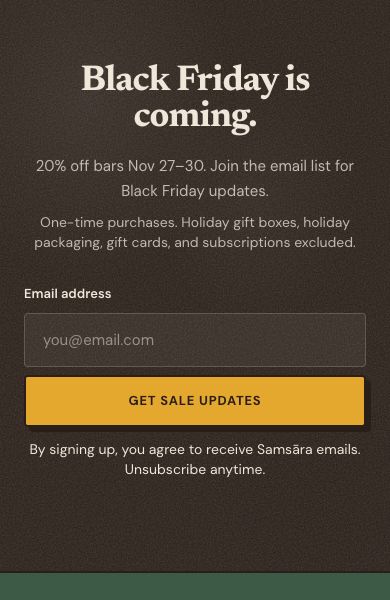 Black Friday is
coming.
20% off bars Nov 27–30. Join the email list for
Black Friday updates.
One-time purchases. Holiday gift boxes, holiday
packaging, gift cards, and subscriptions excluded.
Email address
you@email.com
GET SALE UPDATES
By signing up, you agree to receive Samsāra emails.
Unsubscribe anytime.